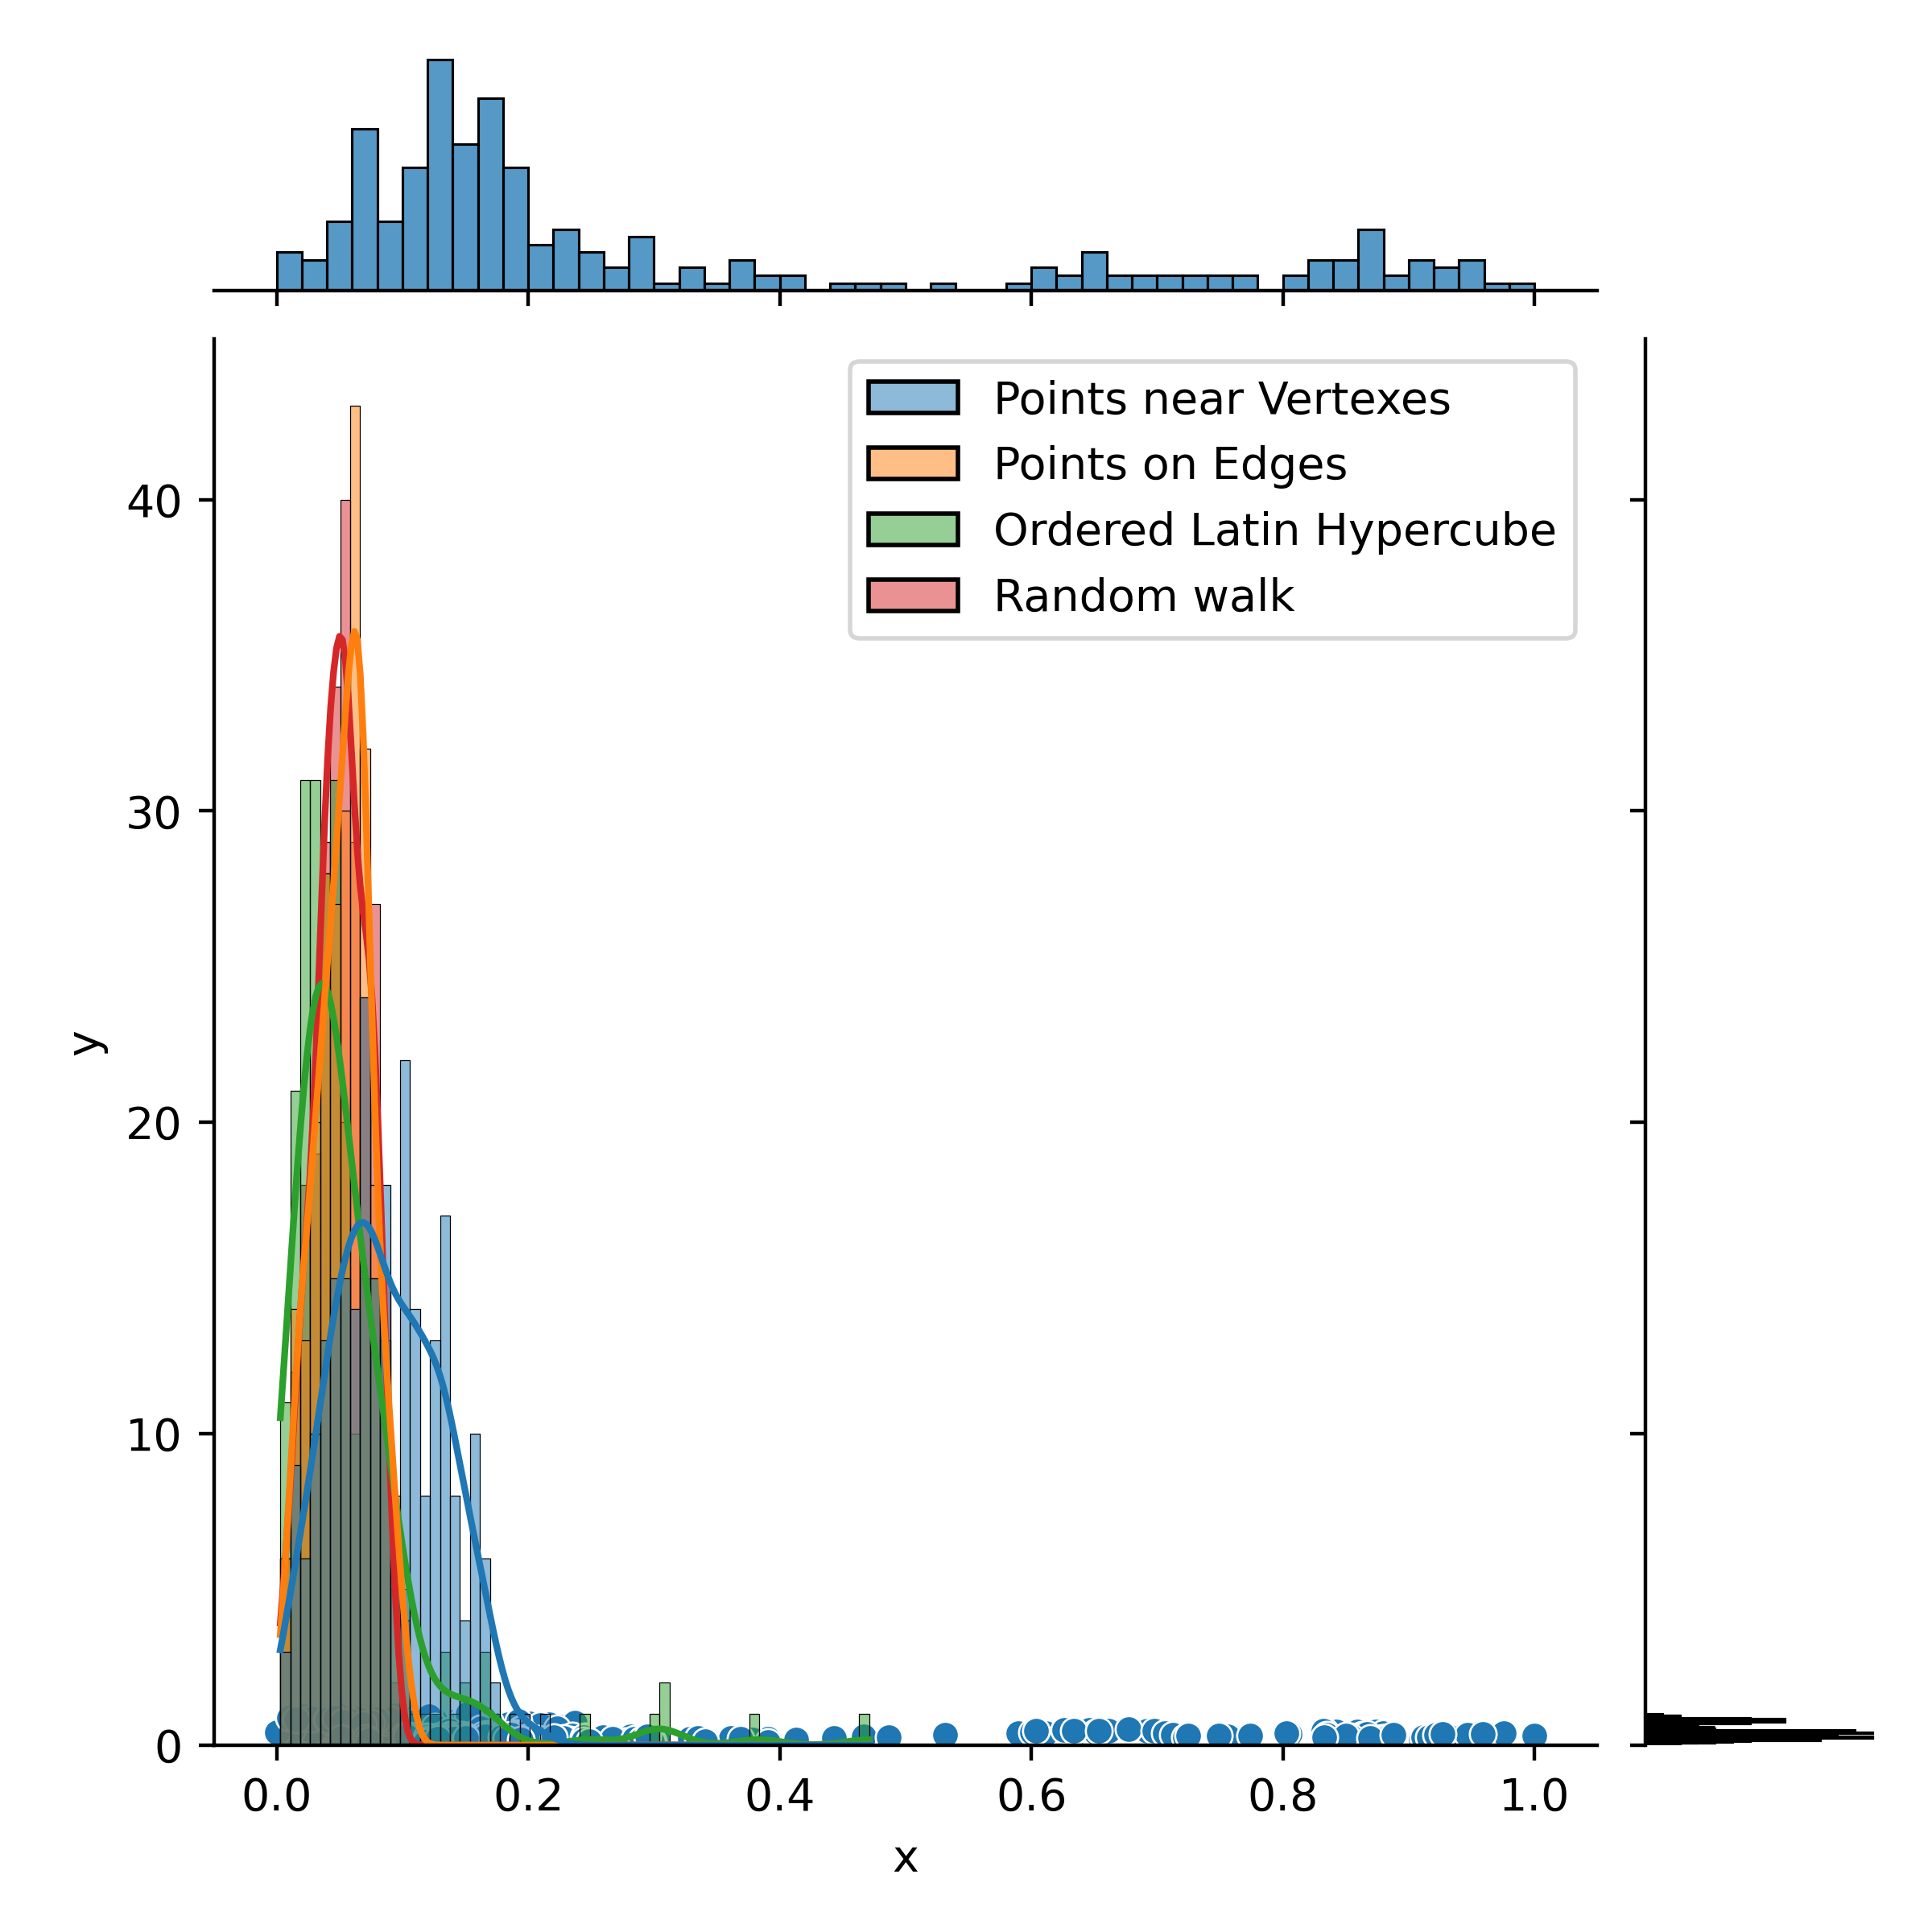 Points near Vertexes
Points on Edges
Ordered Latin Hypercube
Random walk
40
30
20
10
0
y
0.0 0.2 0.4 0.6 0.8 1.0
x